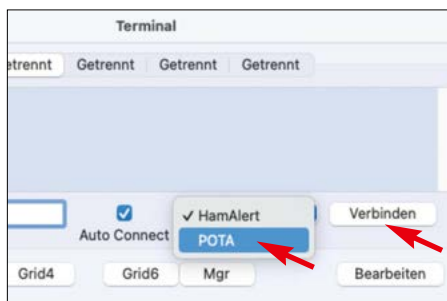 Terminal
etrennt Getrennt Getrennt Getrennt
✓ HamAlert
Verbinden
Auto Connect
POTA
Grid4 Grid6 Mgr Bearbeiten